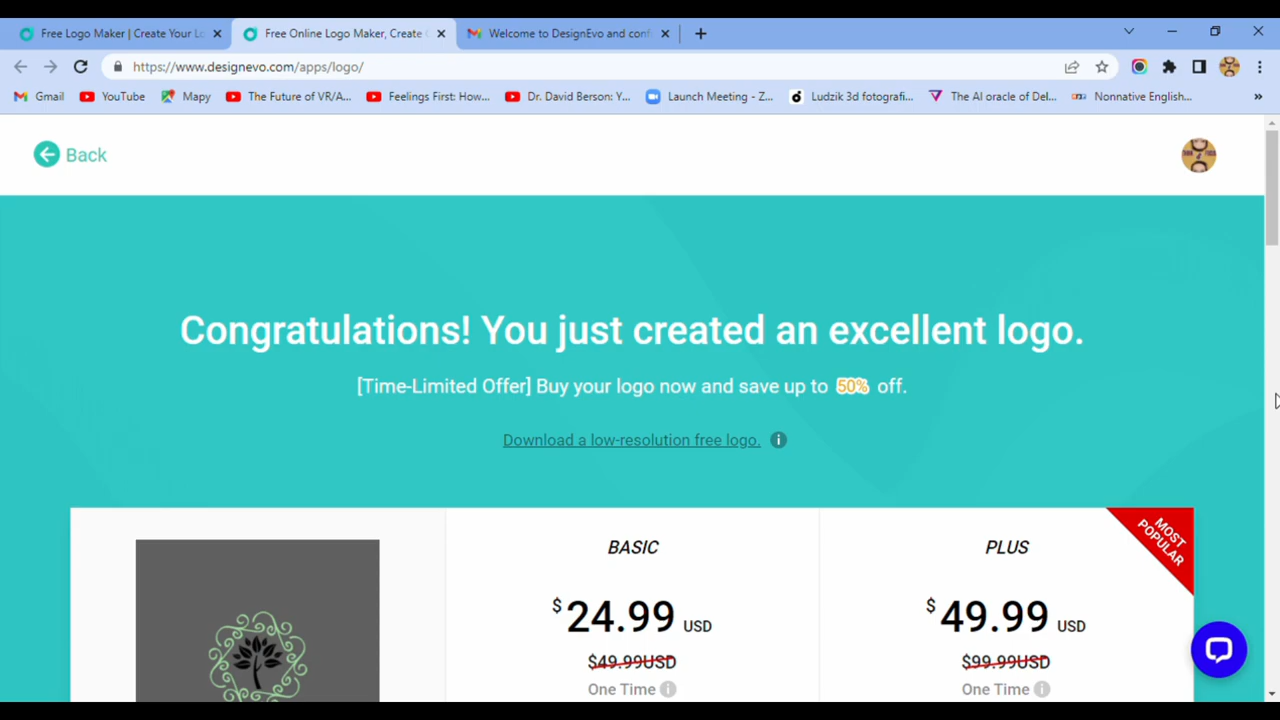 Free Logo Maker | Create Your Lo
Free Online Logo Maker, Create
Welcome to DesignEvo and conf
https://www.designevo.com/apps/logo/
Gmail
YouTube
Mapy
The Future of VR/A...
Feelings First: How...
Dr. David Berson: Y...
Launch Meeting - Z...
Ludzik 3d fotografi...
The AI oracle of Del...
Nonnative English...
»
Back
Congratulations! You just created an excellent logo.
[Time-Limited Offer] Buy your logo now and save up to 50% off.
Download a low-resolution free logo.
BASIC
$24.99 USD
$49.99USD
One Time
PLUS
MOST
POPULAR
$49.99 USD
$99.99USD
One Time